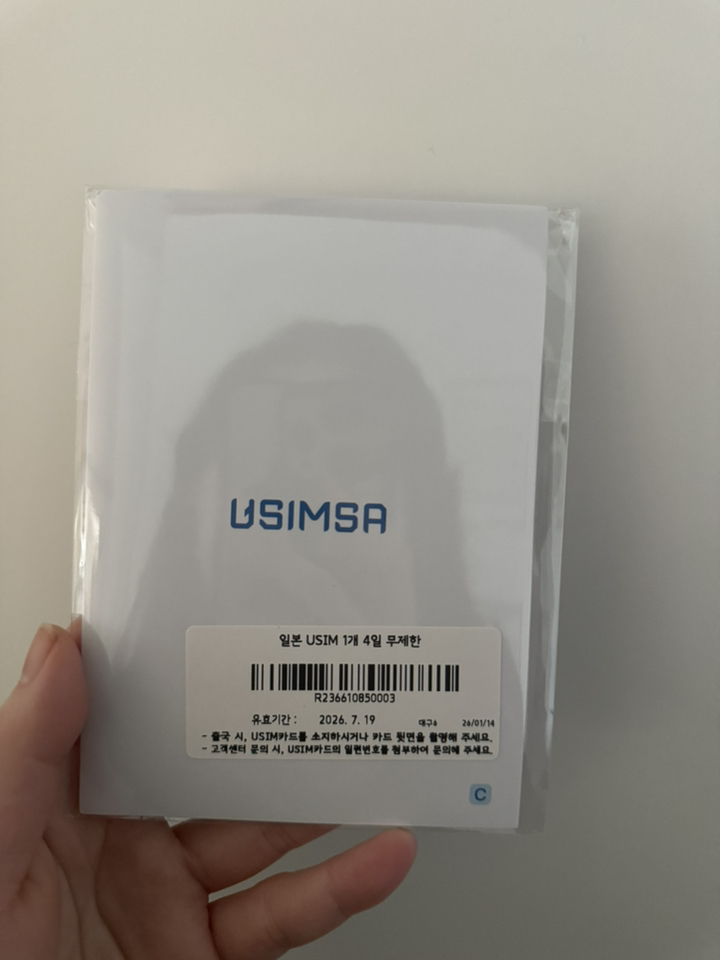 USIMSA
일본 USIM 1개 4일 무제한
R236610850003
유효기간 : 2026. 7. 19 대구6 26/01/14
- 출국 시, USIM카드를 소지하시거나 카드 뒷면을 촬영해 주세요.
- 고객센터 문의 시, USIM카드의 일련번호를 첨부하여 문의해 주세요.
C